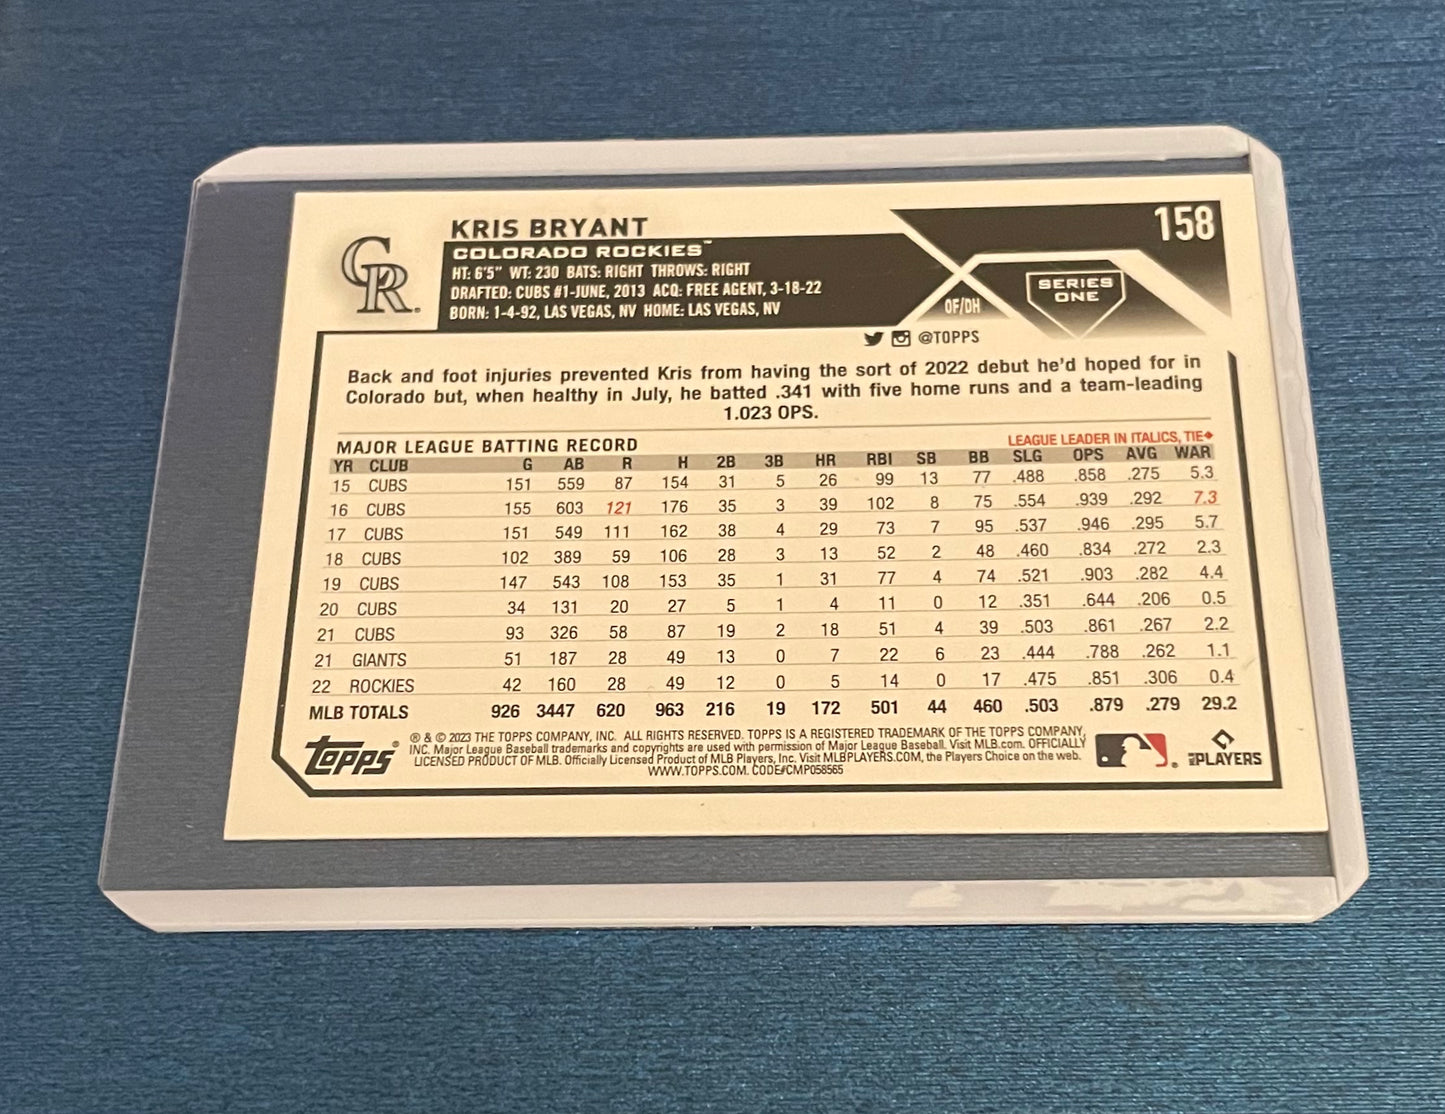 KRIS BRYANT
158
COLORADO ROCKIES™
HT: 6'5" WT: 230 BATS: RIGHT THROWS: RIGHT
DRAFTED: CUBS #1-JUNE, 2013 ACQ: FREE AGENT, 3-18-22
BORN: 1-4-92, LAS VEGAS, NV HOME: LAS VEGAS, NV
CR
OF/DH
SERIES
ONE
@TOPPS
Back and foot injuries prevented Kris from having the sort of 2022 debut he'd hoped for in
Colorado but, when healthy in July, he batted .341 with five home runs and a team-leading
1.023 OPS.
MAJOR LEAGUE BATTING RECORD
LEAGUE LEADER IN ITALICS, TIE◆
YR CLUB G AB R H 2B 3B HR RBI SB BB SLG OPS AVG WAR
15 CUBS 151 559 87 154 31 5 26 99 13 77 .488 .858 .275 5.3
16 CUBS 155 603 121 176 35 3 39 102 8 75 .554 .939 .292 7.3
17 CUBS 151 549 111 162 38 4 29 73 7 95 .537 .946 .295 5.7
18 CUBS 102 389 59 106 28 3 13 52 2 48 .460 .834 .272 2.3
19 CUBS 147 543 108 153 35 1 31 77 4 74 .521 .903 .282 4.4
20 CUBS 34 131 20 27 5 1 4 11 0 12 .351 .644 .206 0.5
21 CUBS 93 326 58 87 19 2 18 51 4 39 .503 .861 .267 2.2
21 GIANTS 51 187 28 49 13 0 7 22 6 23 .444 .788 .262 1.1
22 ROCKIES 42 160 28 49 12 0 5 14 0 17 .475 .851 .306 0.4
MLB TOTALS 926 3447 620 963 216 19 172 501 44 460 .503 .879 .279 29.2
topps®
® & © 2023 THE TOPPS COMPANY, INC. ALL RIGHTS RESERVED. TOPPS IS A REGISTERED TRADEMARK OF THE TOPPS COMPANY,
INC. Major League Baseball trademarks and copyrights are used with permission of Major League Baseball. Visit MLB.com. OFFICIALLY
LICENSED PRODUCT OF MLB. Officially Licensed Product of MLB Players, Inc. Visit MLBPLAYERS.COM, the Players Choice on the web.
WWW.TOPPS.COM. CODE#CMP058565
®
PLAYERS